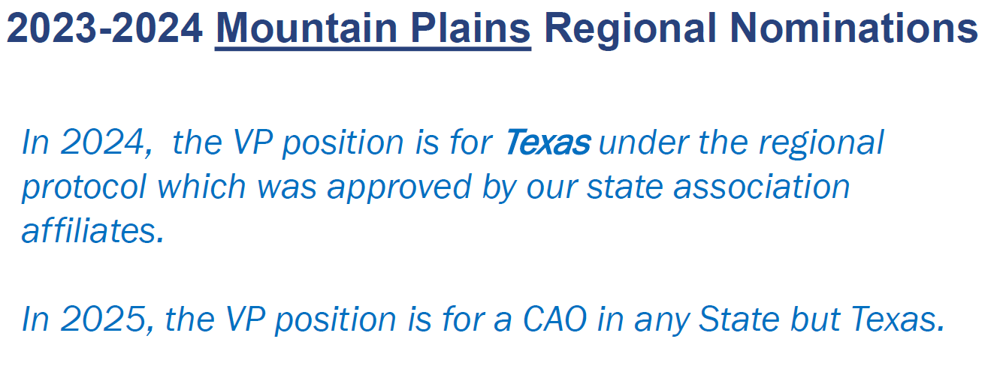 2023-2024 Mountain Plains Regional Nominations
In 2024,  the VP position is for Texas under the regional
protocol which was approved by our state association
affiliates.
In 2025, the VP position is for a CAO in any State but Texas.